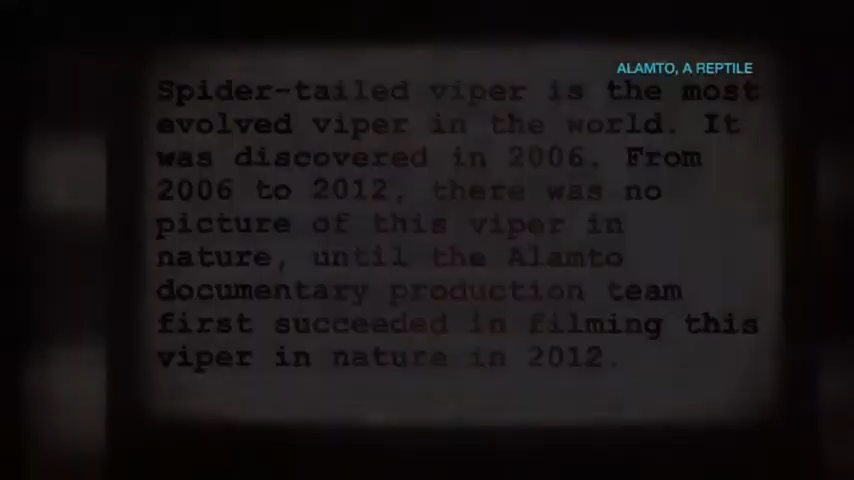 ALAMTO, A REPTILE
Spider-tailed viper is the most
evolved viper in the world. It
was discovered in 2006. From
2006 to 2012, there was no
picture of this viper in
nature, until the Alamto
documentary production team
first succeeded in filming this
viper in nature in 2012.